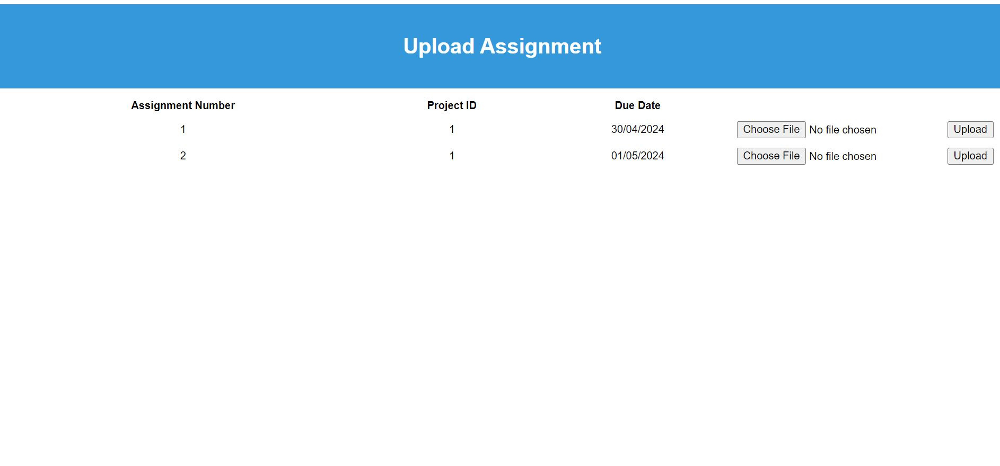 Upload Assignment
Assignment Number Project ID Due Date
1 1 30/04/2024 Choose File No file chosen Upload
2 1 01/05/2024 Choose File No file chosen Upload